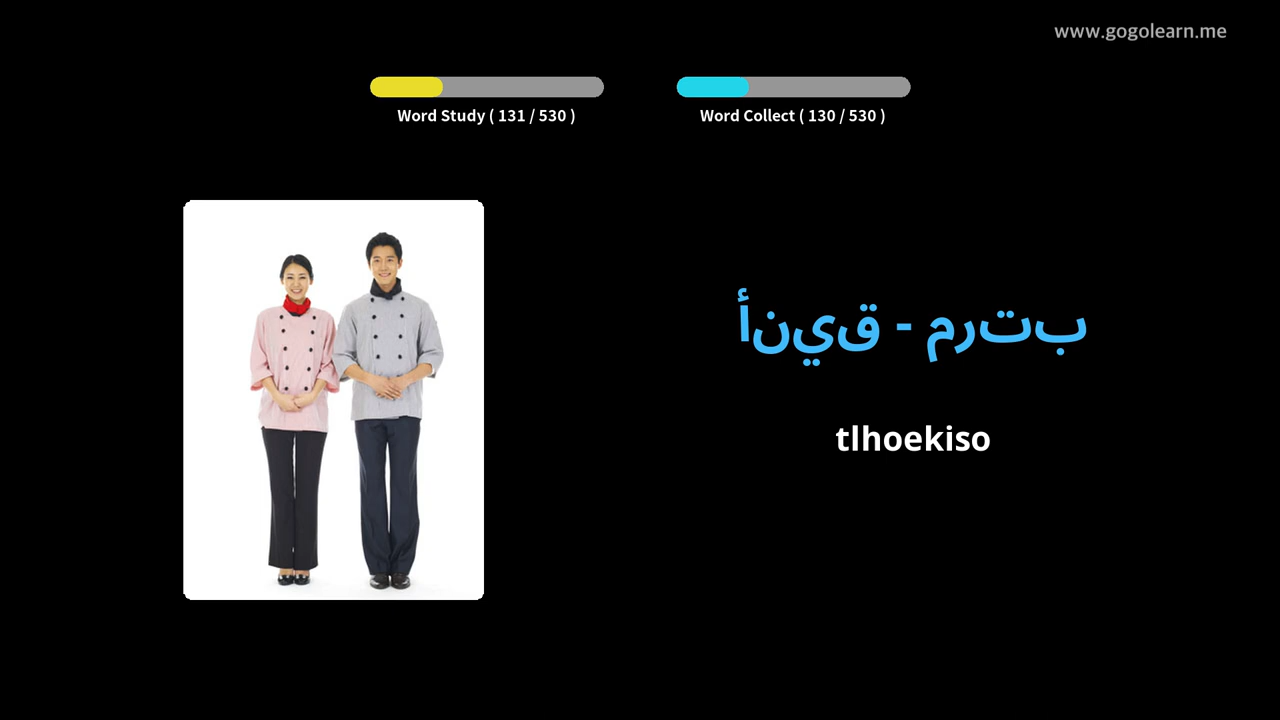 www.gogolearn.me
Word Study ( 131 / 530 )
Word Collect ( 130 / 530 )
أنيق - مرتب
tlhoekiso